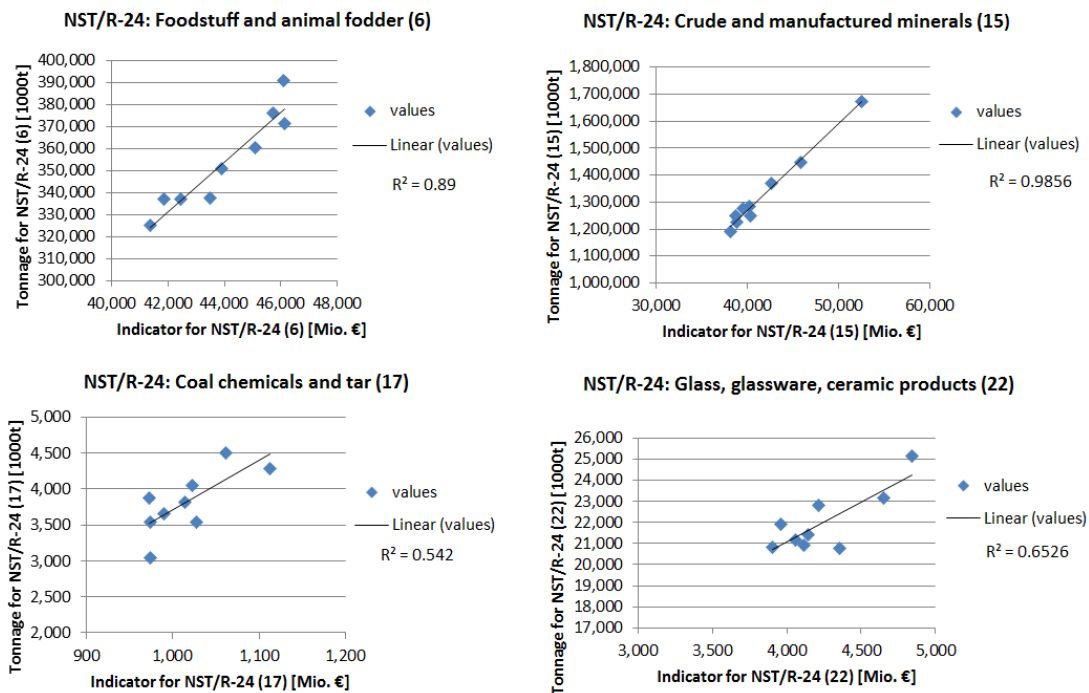 NST/R-24: Foodstuff and animal fodder (6)
Tonnage for NST/R-24 (6) [1000t]
400,000
390,000
380,000
370,000
360,000
350,000
340,000
330,000
320,000
310,000
300,000
40,000 42,000 44,000 46,000 48,000
Indicator for NST/R-24 (6) [Mio. €]
values
Linear (values)
R² = 0.89
NST/R-24: Crude and manufactured minerals (15)
Tonnage for NST/R-24 (15) [1000t]
1,800,000
1,700,000
1,600,000
1,500,000
1,400,000
1,300,000
1,200,000
1,100,000
1,000,000
30,000 40,000 50,000 60,000
Indicator for NST/R-24 (15) [Mio. €]
values
Linear (values)
R² = 0.9856
NST/R-24: Coal chemicals and tar (17)
Tonnage for NST/R-24 (17) [1000t]
5,000
4,500
4,000
3,500
3,000
2,500
2,000
900 1,000 1,100 1,200
Indicator for NST/R-24 (17) [Mio. €]
values
Linear (values)
R² = 0.542
NST/R-24: Glass, glassware, ceramic products (22)
Tonnage for NST/R-24 (22) [1000t]
26,000
25,000
24,000
23,000
22,000
21,000
20,000
19,000
18,000
17,000
3,000 3,500 4,000 4,500 5,000
Indicator for NST/R-24 (22) [Mio. €]
values
Linear (values)
R² = 0.6526